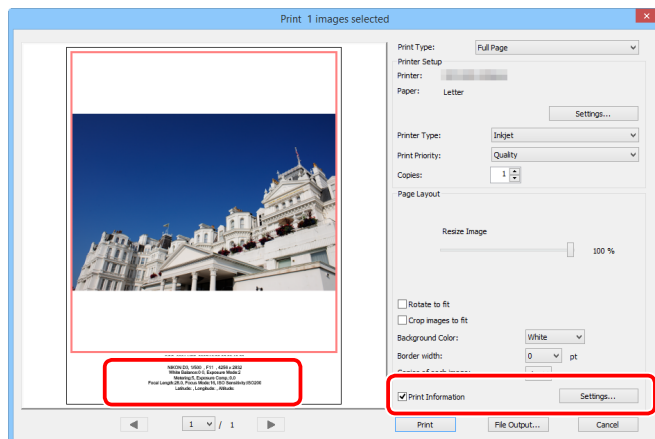 Print 1 images selected
Print Type: Full Page
Printer Setup
Printer:
Paper: Letter
Settings...
Printer Type: Inkjet
Print Priority: Quality
Copies: 1
Page Layout
Resize Image
100 %
Rotate to fit
Crop images to fit
Background Color: White
Border width: 0 pt
Copies of each image:
Print Information Settings...
NIKON D3, 1/500 , F11 , 4256 x 2832
White Balance:0 0, Exposure Mode:2
Metering:5, Exposure Comp.:0.0
Focal Length:28.0, Focus Mode:19, ISO Sensitivity:ISO200
Latitude: , Longitude: , Altitude:
1 / 1
Print File Output... Cancel